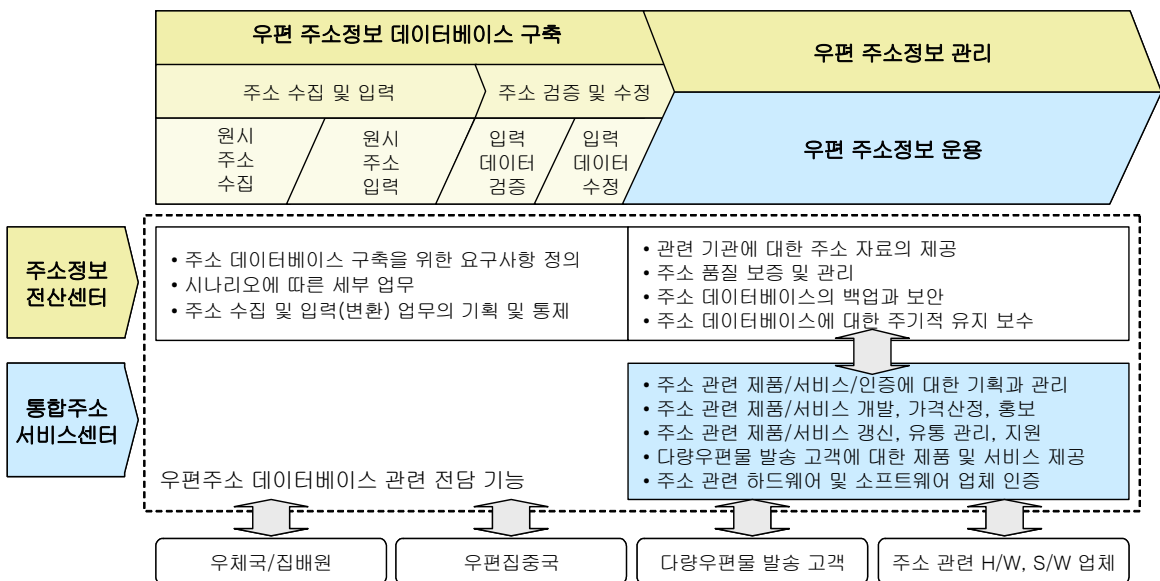 우편 주소정보 데이터베이스 구축
우편 주소정보 관리
주소 수집 및 입력
주소 검증 및 수정
원시
주소
수집
원시
주소
입력
입력
데이터
검증
입력
데이터
수정
우편 주소정보 운용
주소정보
전산센터
• 주소 데이터베이스 구축을 위한 요구사항 정의
• 시나리오에 따른 세부 업무
• 주소 수집 및 입력(변환) 업무의 기획 및 통제
• 관련 기관에 대한 주소 자료의 제공
• 주소 품질 보증 및 관리
• 주소 데이터베이스의 백업과 보안
• 주소 데이터베이스에 대한 주기적 유지 보수
통합주소
서비스센터
• 주소 관련 제품/서비스/인증에 대한 기획과 관리
• 주소 관련 제품/서비스 개발, 가격산정, 홍보
• 주소 관련 제품/서비스 갱신, 유통 관리, 지원
• 다량우편물 발송 고객에 대한 제품 및 서비스 제공
• 주소 관련 하드웨어 및 소프트웨어 업체 인증
우편주소 데이터베이스 관련 전담 기능
우체국/집배원
우편집중국
다량우편물 발송 고객
주소 관련 H/W, S/W 업체